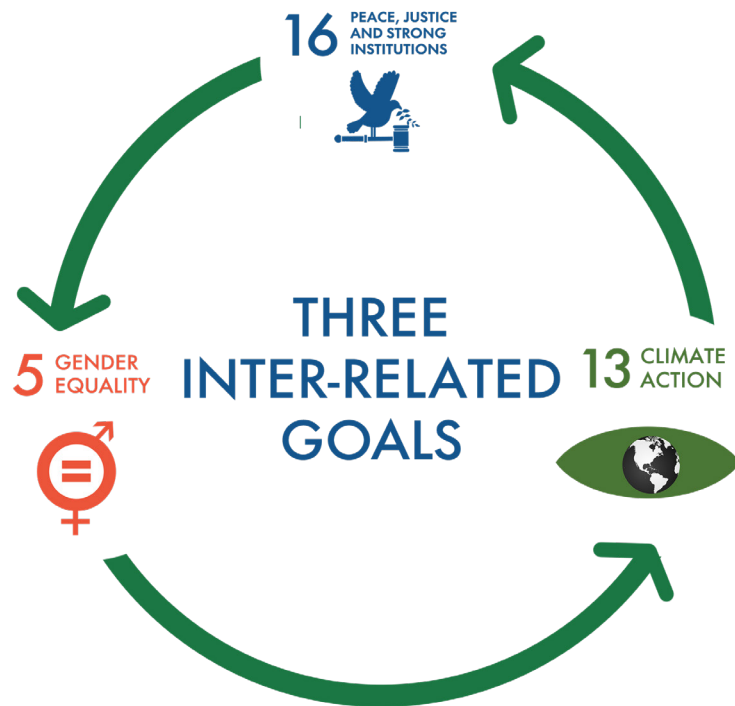 16
PEACE, JUSTICE
AND STRONG
INSTITUTIONS
THREE
INTER-RELATED
GOALS
5
GENDER
EQUALITY
13
CLIMATE
ACTION